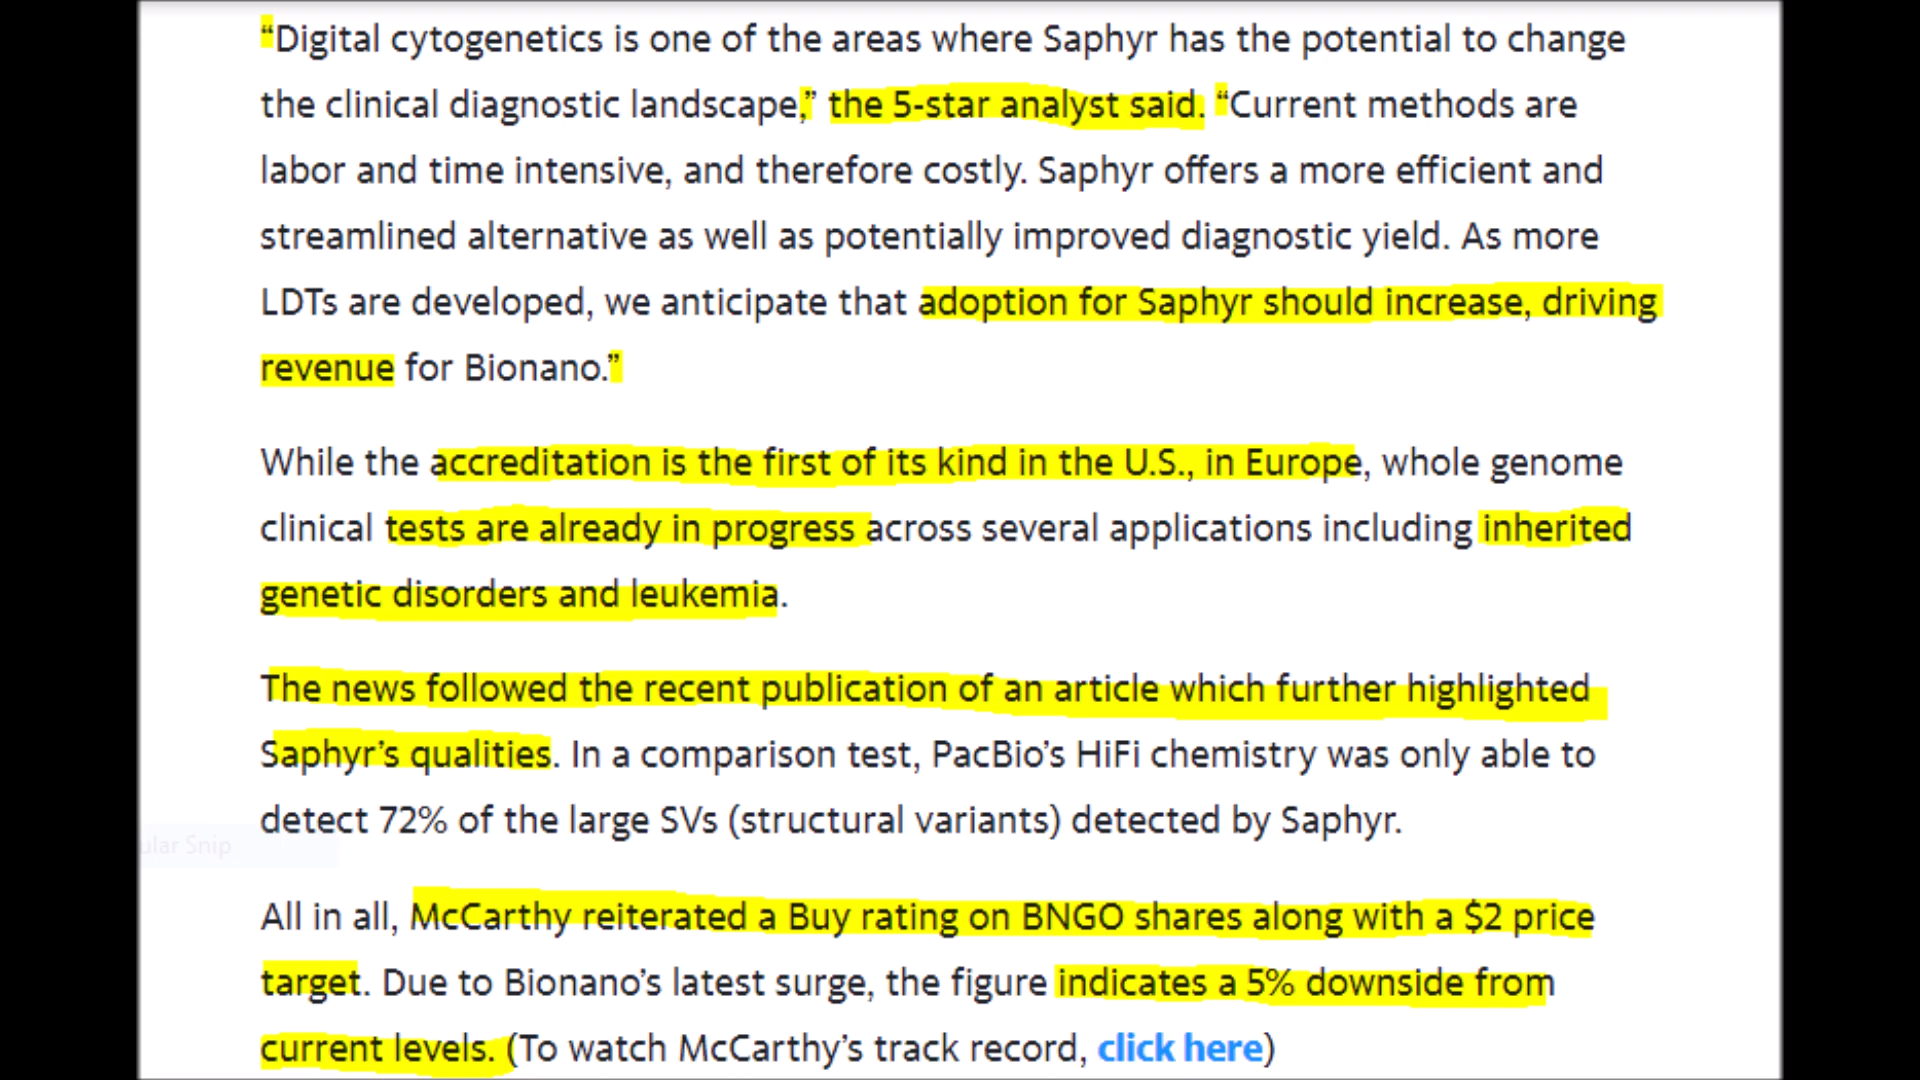 “Digital cytogenetics is one of the areas where Saphyr has the potential to change
the clinical diagnostic landscape,” the 5-star analyst said. “Current methods are
labor and time intensive, and therefore costly. Saphyr offers a more efficient and
streamlined alternative as well as potentially improved diagnostic yield. As more
LDTs are developed, we anticipate that adoption for Saphyr should increase, driving
revenue for Bionano.”
While the accreditation is the first of its kind in the U.S., in Europe, whole genome
clinical tests are already in progress across several applications including inherited
genetic disorders and leukemia.
The news followed the recent publication of an article which further highlighted
Saphyr’s qualities. In a comparison test, PacBio’s HiFi chemistry was only able to
detect 72% of the large SVs (structural variants) detected by Saphyr.
ular Snip
All in all, McCarthy reiterated a Buy rating on BNGO shares along with a $2 price
target. Due to Bionano’s latest surge, the figure indicates a 5% downside from
current levels. (To watch McCarthy’s track record, click here)